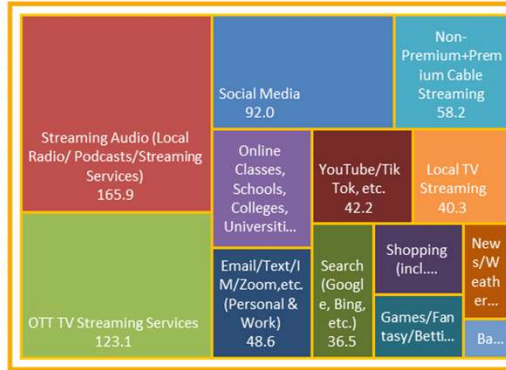 Streaming Audio (Local
Radio/ Podcasts/Streaming
Services)
165.9
OTT TV Streaming Services
123.1
Social Media
92.0
Non-
Premium+Prem
ium Cable
Streaming
58.2
Online
Classes,
Schools,
Colleges,
Universiti...
YouTube/Tik
Tok, etc.
42.2
Local TV
Streaming
40.3
Email/Text/I
M/Zoom,etc.
(Personal &
Work)
48.6
Search
(Googl
e, Bing,
etc.)
36.5
Shopping
(incl....
Games/Fan
tasy/Betti...
New
s/We
ather
...
Ba...